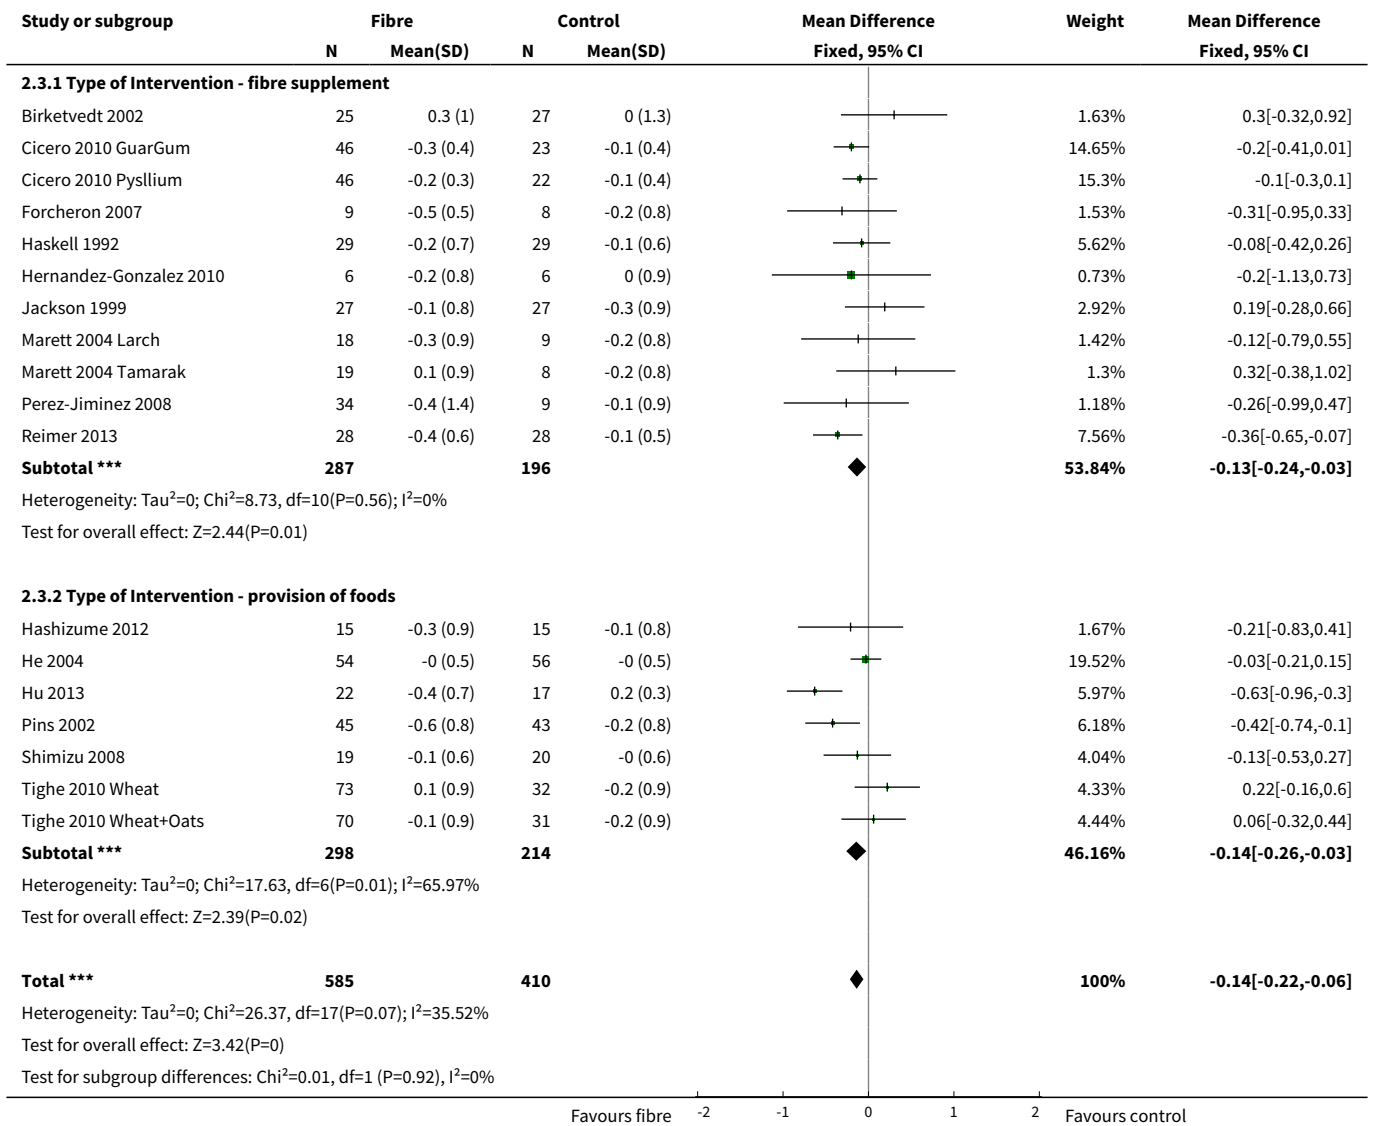 Study or subgroup Fibre Control Mean Difference Weight Mean Difference
N Mean(SD) N Mean(SD) Fixed, 95% CI Fixed, 95% CI
2.3.1 Type of Intervention - fibre supplement
Birketvedt 2002 25 0.3 (1) 27 0 (1.3) 1.63% 0.3[-0.32,0.92]
Cicero 2010 GuarGum 46 -0.3 (0.4) 23 -0.1 (0.4) 14.65% -0.2[-0.41,0.01]
Cicero 2010 Pysllium 46 -0.2 (0.3) 22 -0.1 (0.4) 15.3% -0.1[-0.3,0.1]
Forcheron 2007 9 -0.5 (0.5) 8 -0.2 (0.8) 1.53% -0.31[-0.95,0.33]
Haskell 1992 29 -0.2 (0.7) 29 -0.1 (0.6) 5.62% -0.08[-0.42,0.26]
Hernandez-Gonzalez 2010 6 -0.2 (0.8) 6 0 (0.9) 0.73% -0.2[-1.13,0.73]
Jackson 1999 27 -0.1 (0.8) 27 -0.3 (0.9) 2.92% 0.19[-0.28,0.66]
Marett 2004 Larch 18 -0.3 (0.9) 9 -0.2 (0.8) 1.42% -0.12[-0.79,0.55]
Marett 2004 Tamarak 19 0.1 (0.9) 8 -0.2 (0.8) 1.3% 0.32[-0.38,1.02]
Perez-Jiminez 2008 34 -0.4 (1.4) 9 -0.1 (0.9) 1.18% -0.26[-0.99,0.47]
Reimer 2013 28 -0.4 (0.6) 28 -0.1 (0.5) 7.56% -0.36[-0.65,-0.07]
Subtotal *** 287 196 53.84% -0.13[-0.24,-0.03]
Heterogeneity: Tau²=0; Chi²=8.73, df=10(P=0.56); I²=0%
Test for overall effect: Z=2.44(P=0.01)
2.3.2 Type of Intervention - provision of foods
Hashizume 2012 15 -0.3 (0.9) 15 -0.1 (0.8) 1.67% -0.21[-0.83,0.41]
He 2004 54 -0 (0.5) 56 -0 (0.5) 19.52% -0.03[-0.21,0.15]
Hu 2013 22 -0.4 (0.7) 17 0.2 (0.3) 5.97% -0.63[-0.96,-0.3]
Pins 2002 45 -0.6 (0.8) 43 -0.2 (0.8) 6.18% -0.42[-0.74,-0.1]
Shimizu 2008 19 -0.1 (0.6) 20 -0 (0.6) 4.04% -0.13[-0.53,0.27]
Tighe 2010 Wheat 73 0.1 (0.9) 32 -0.2 (0.9) 4.33% 0.22[-0.16,0.6]
Tighe 2010 Wheat+Oats 70 -0.1 (0.9) 31 -0.2 (0.9) 4.44% 0.06[-0.32,0.44]
Subtotal *** 298 214 46.16% -0.14[-0.26,-0.03]
Heterogeneity: Tau²=0; Chi²=17.63, df=6(P=0.01); I²=65.97%
Test for overall effect: Z=2.39(P=0.02)
Total *** 585 410 100% -0.14[-0.22,-0.06]
Heterogeneity: Tau²=0; Chi²=26.37, df=17(P=0.07); I²=35.52%
Test for overall effect: Z=3.42(P=0)
Test for subgroup differences: Chi²=0.01, df=1 (P=0.92), I²=0%
Favours fibre -2 -1 0 1 2 Favours control